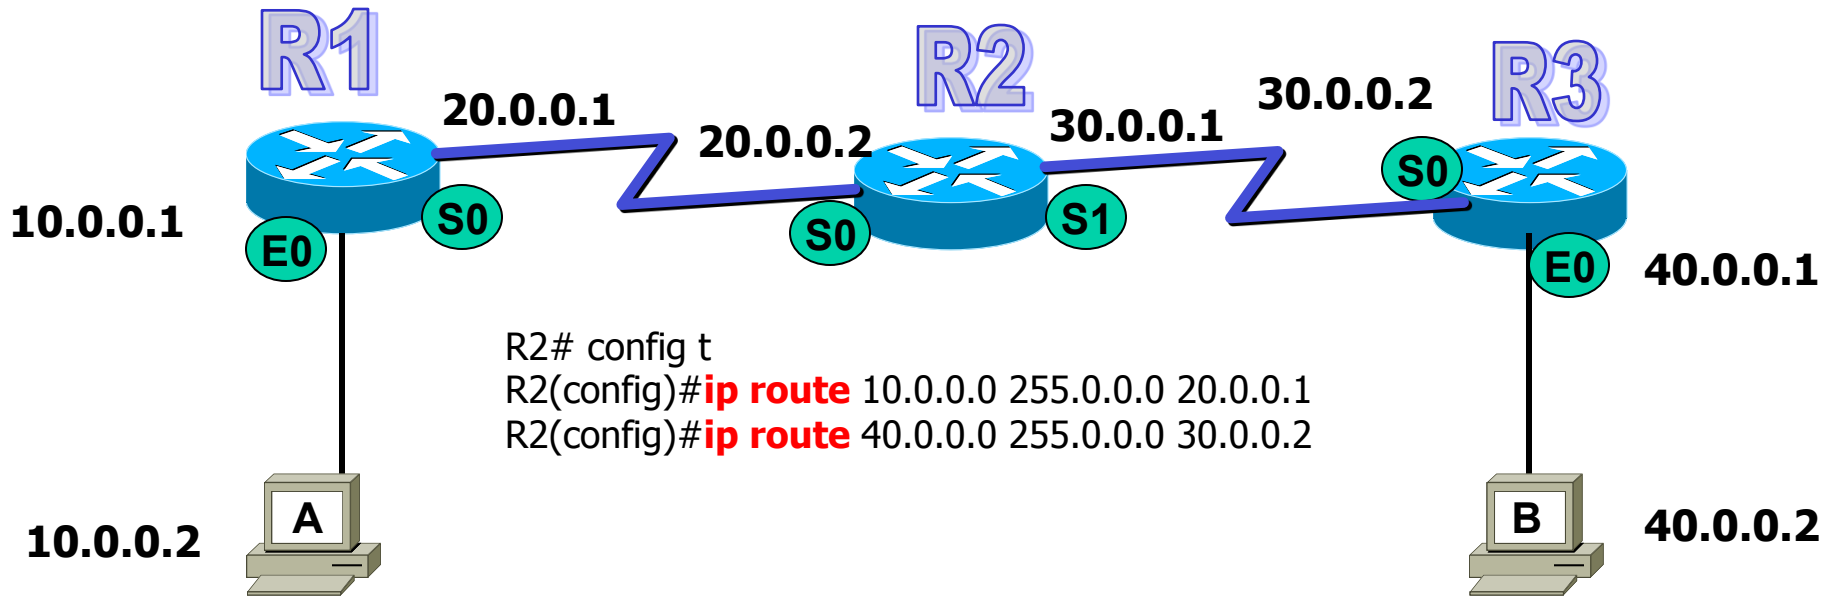 R1
R2
R3
20.0.0.1
20.0.0.2
30.0.0.1
30.0.0.2
10.0.0.1
E0
S0
S0
S1
S0
E0
40.0.0.1
R2# config t
R2(config)#ip route 10.0.0.0 255.0.0.0 20.0.0.1
R2(config)#ip route 40.0.0.0 255.0.0.0 30.0.0.2
10.0.0.2
A
B
40.0.0.2